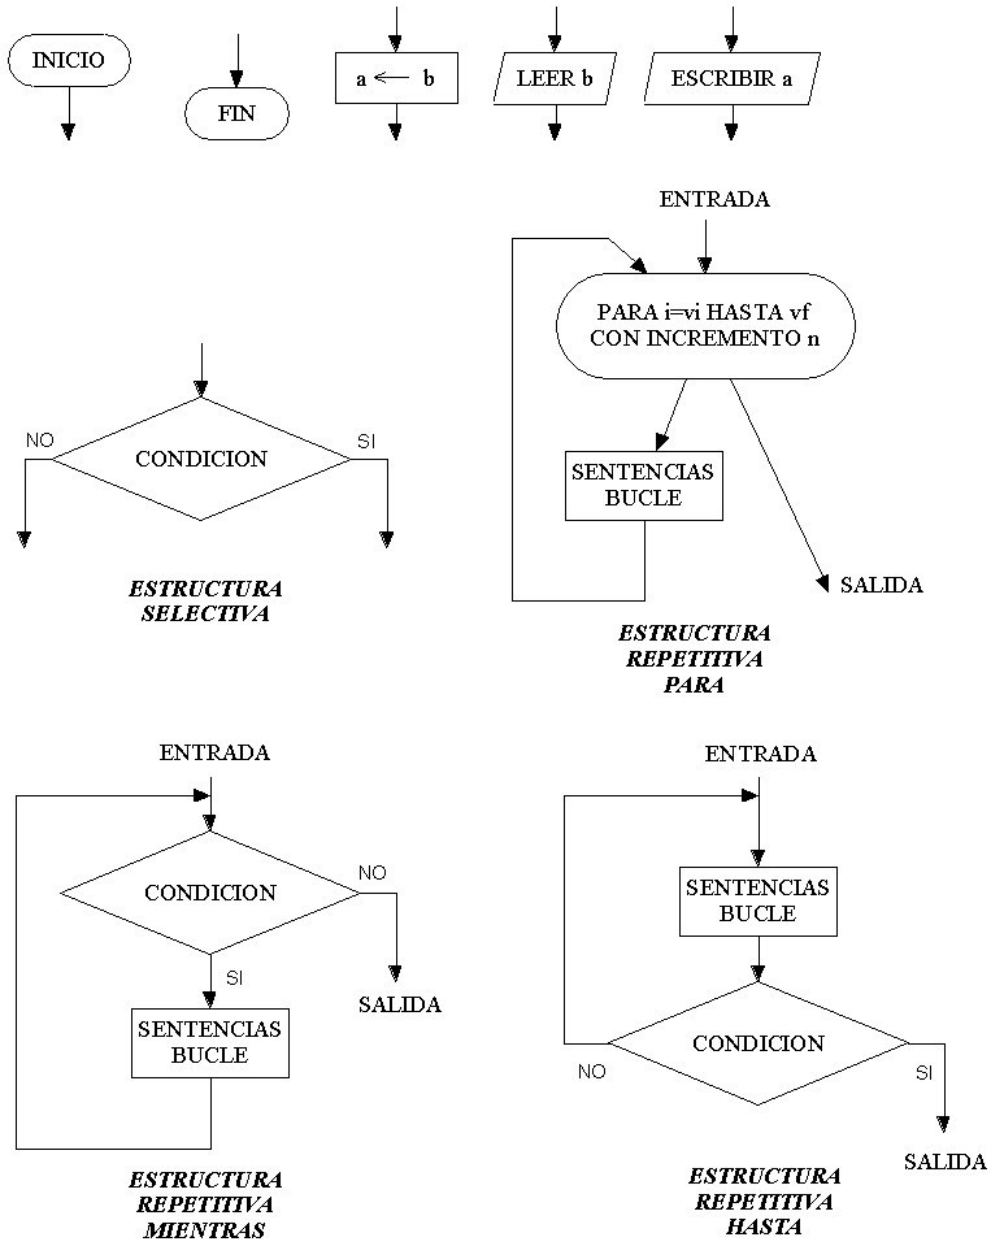 INICIO
FIN
a ← b
LEER b
ESCRIBIR a
ENTRADA
PARA i=vi HASTA vf
CON INCREMENTO n
SENTENCIAS
BUCLE
SALIDA
ESTRUCTURA
REPETITIVA
PARA
NO
CONDICION
SI
ESTRUCTURA
SELECTIVA
ENTRADA
CONDICION
NO
SI
SALIDA
SENTENCIAS
BUCLE
ESTRUCTURA
REPETITIVA
MIENTRAS
ENTRADA
SENTENCIAS
BUCLE
CONDICION
NO
SI
SALIDA
ESTRUCTURA
REPETITIVA
HASTA